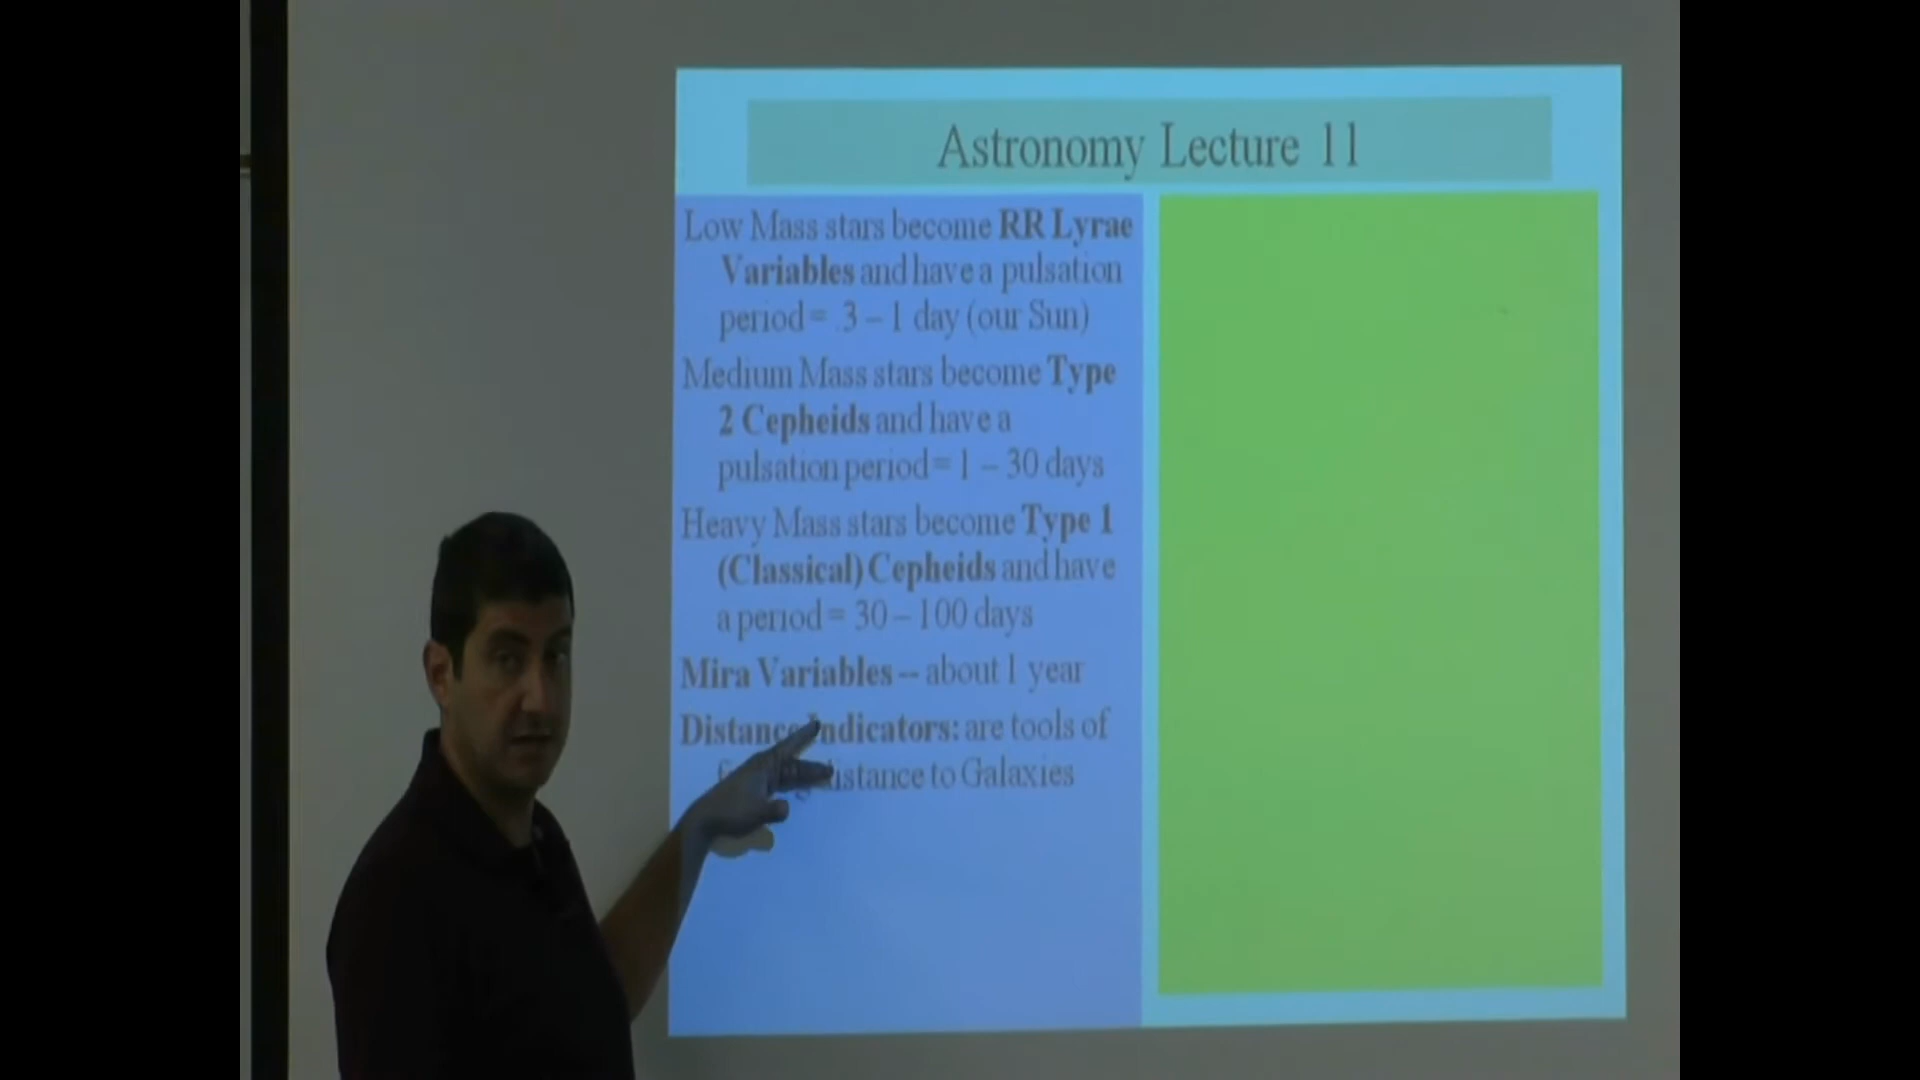 Astronomy Lecture 11
Low Mass stars become RR Lyrae
Variables and have a pulsation
period = .3 – 1 day (our Sun)
Medium Mass stars become Type
2 Cepheids and have a
pulsation period = 1 – 30 days
Heavy Mass stars become Type 1
(Classical) Cepheids and have
a period = 30 – 100 days
Mira Variables -- about 1 year
Distance Indicators: are tools of
distance to Galaxies